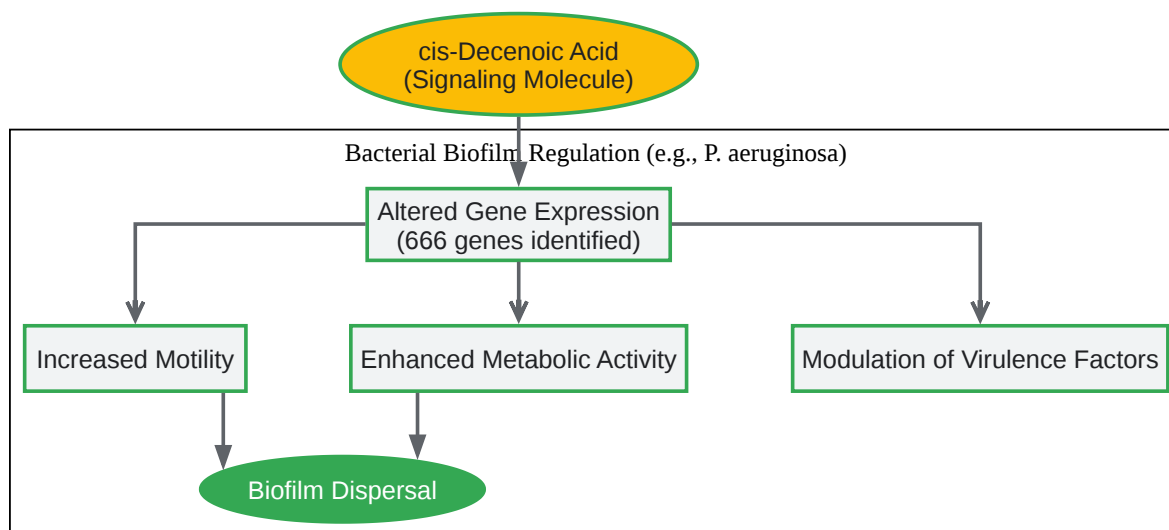 cis-Decenoic Acid
(Signaling Molecule)
Bacterial Biofilm Regulation (e.g., P. aeruginosa)
Altered Gene Expression
(666 genes identified)
Increased Motility
Enhanced Metabolic Activity
Modulation of Virulence Factors
Biofilm Dispersal